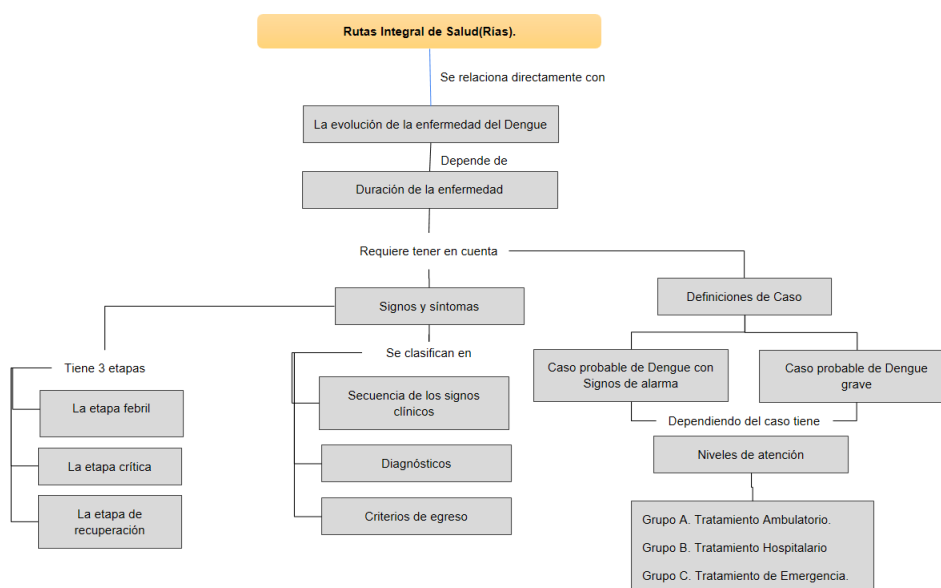 Rutas Integral de Salud(Rias).
Se relaciona directamente con
La evolución de la enfermedad del Dengue
Depende de
Duración de la enfermedad
Requiere tener en cuenta
Signos y síntomas
Definiciones de Caso
Tiene 3 etapas
La etapa febril
La etapa crítica
La etapa de
recuperación
Se clasifican en
Secuencia de los signos
clínicos
Diagnósticos
Criterios de egreso
Caso probable de Dengue con
Signos de alarma
Caso probable de Dengue
grave
Dependiendo del caso tiene
Niveles de atención
Grupo A. Tratamiento Ambulatorio.
Grupo B. Tratamiento Hospitalario
Grupo C. Tratamiento de Emergencia.